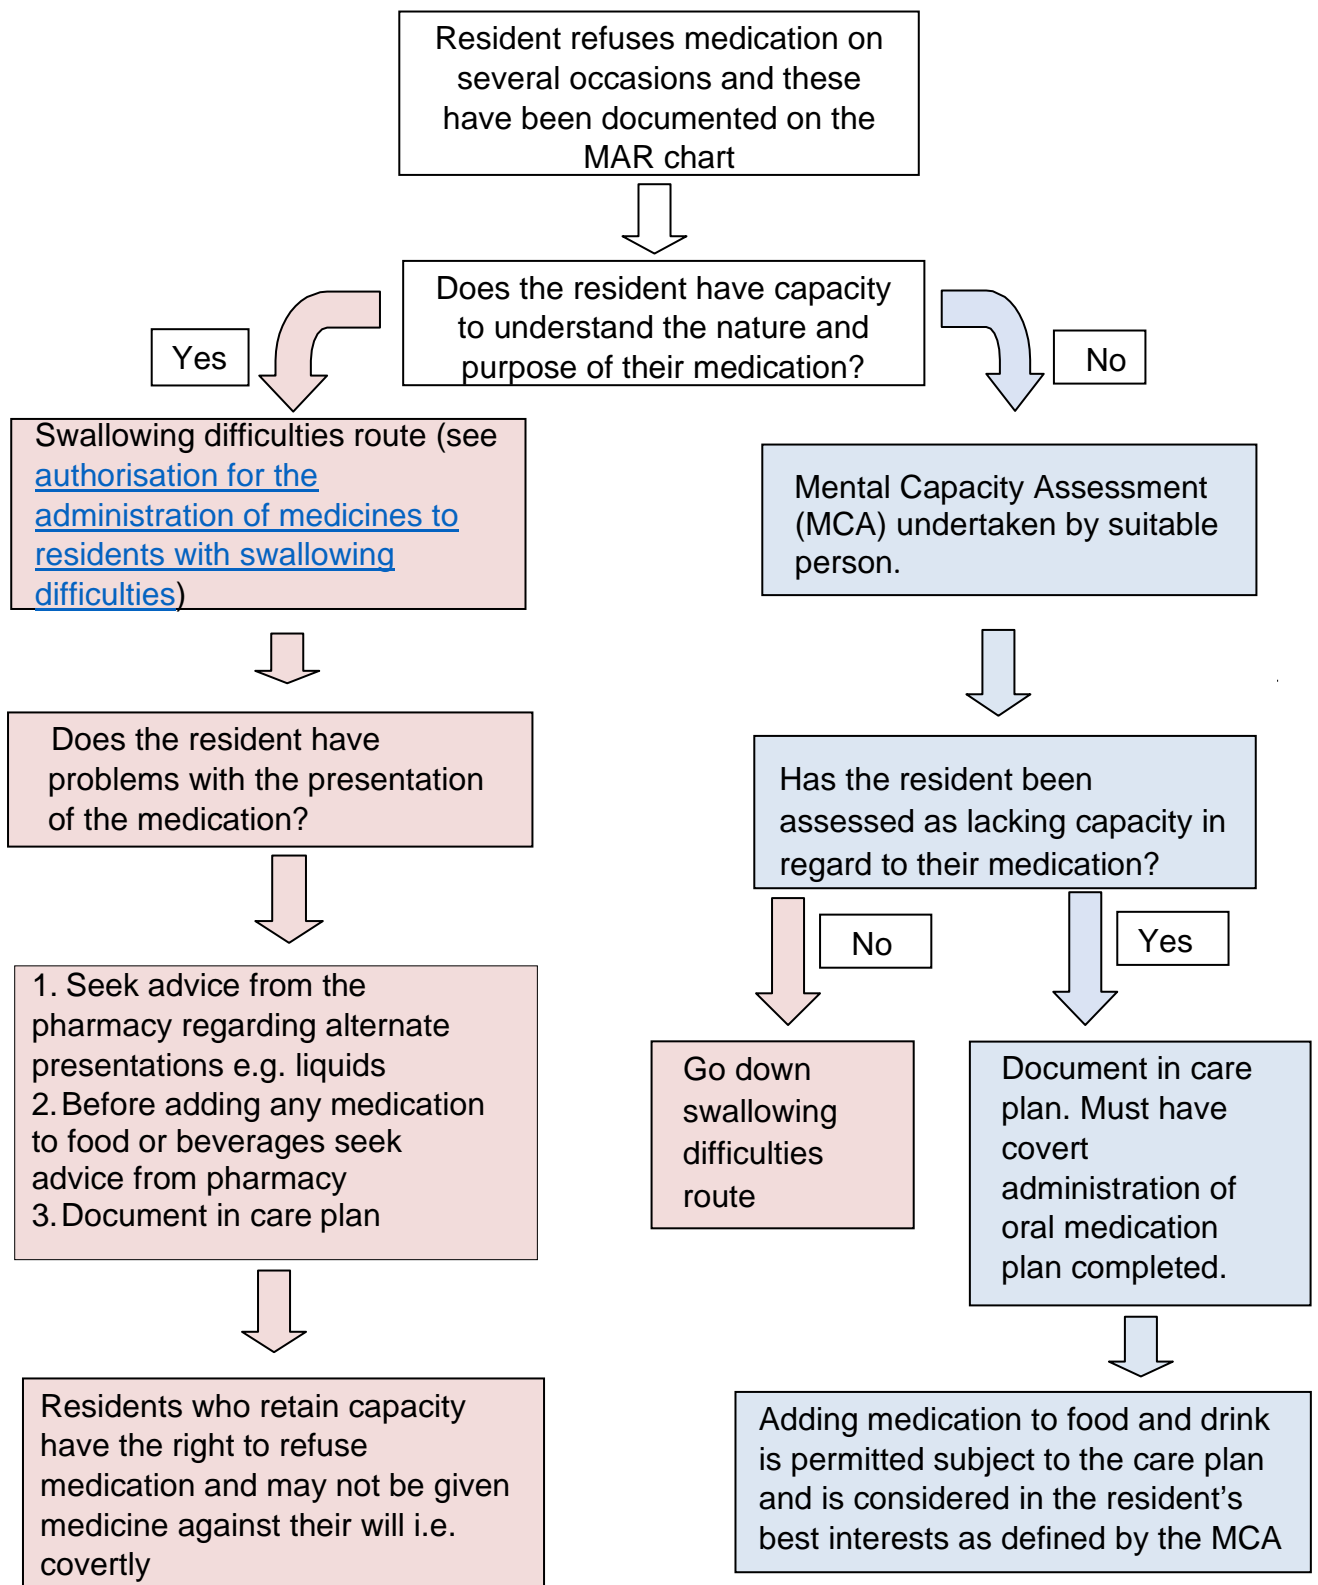 Resident refuses medication on
several occasions and these
have been documented on the
MAR chart
Does the resident have capacity
to understand the nature and
purpose of their medication?
Yes
No
Swallowing difficulties route (see
authorisation for the
administration of medicines to
residents with swallowing
difficulties)
Does the resident have
problems with the presentation
of the medication?
1. Seek advice from the
pharmacy regarding alternate
presentations e.g. liquids
2. Before adding any medication
to food or beverages seek
advice from pharmacy
3. Document in care plan
Residents who retain capacity
have the right to refuse
medication and may not be given
medicine against their will i.e.
covertly
Mental Capacity Assessment
(MCA) undertaken by suitable
person.
Has the resident been
assessed as lacking capacity in
regard to their medication?
No
Yes
Go down
swallowing
difficulties
route
Document in care
plan. Must have
covert
administration of
oral medication
plan completed.
Adding medication to food and drink
is permitted subject to the care plan
and is considered in the resident’s
best interests as defined by the MCA